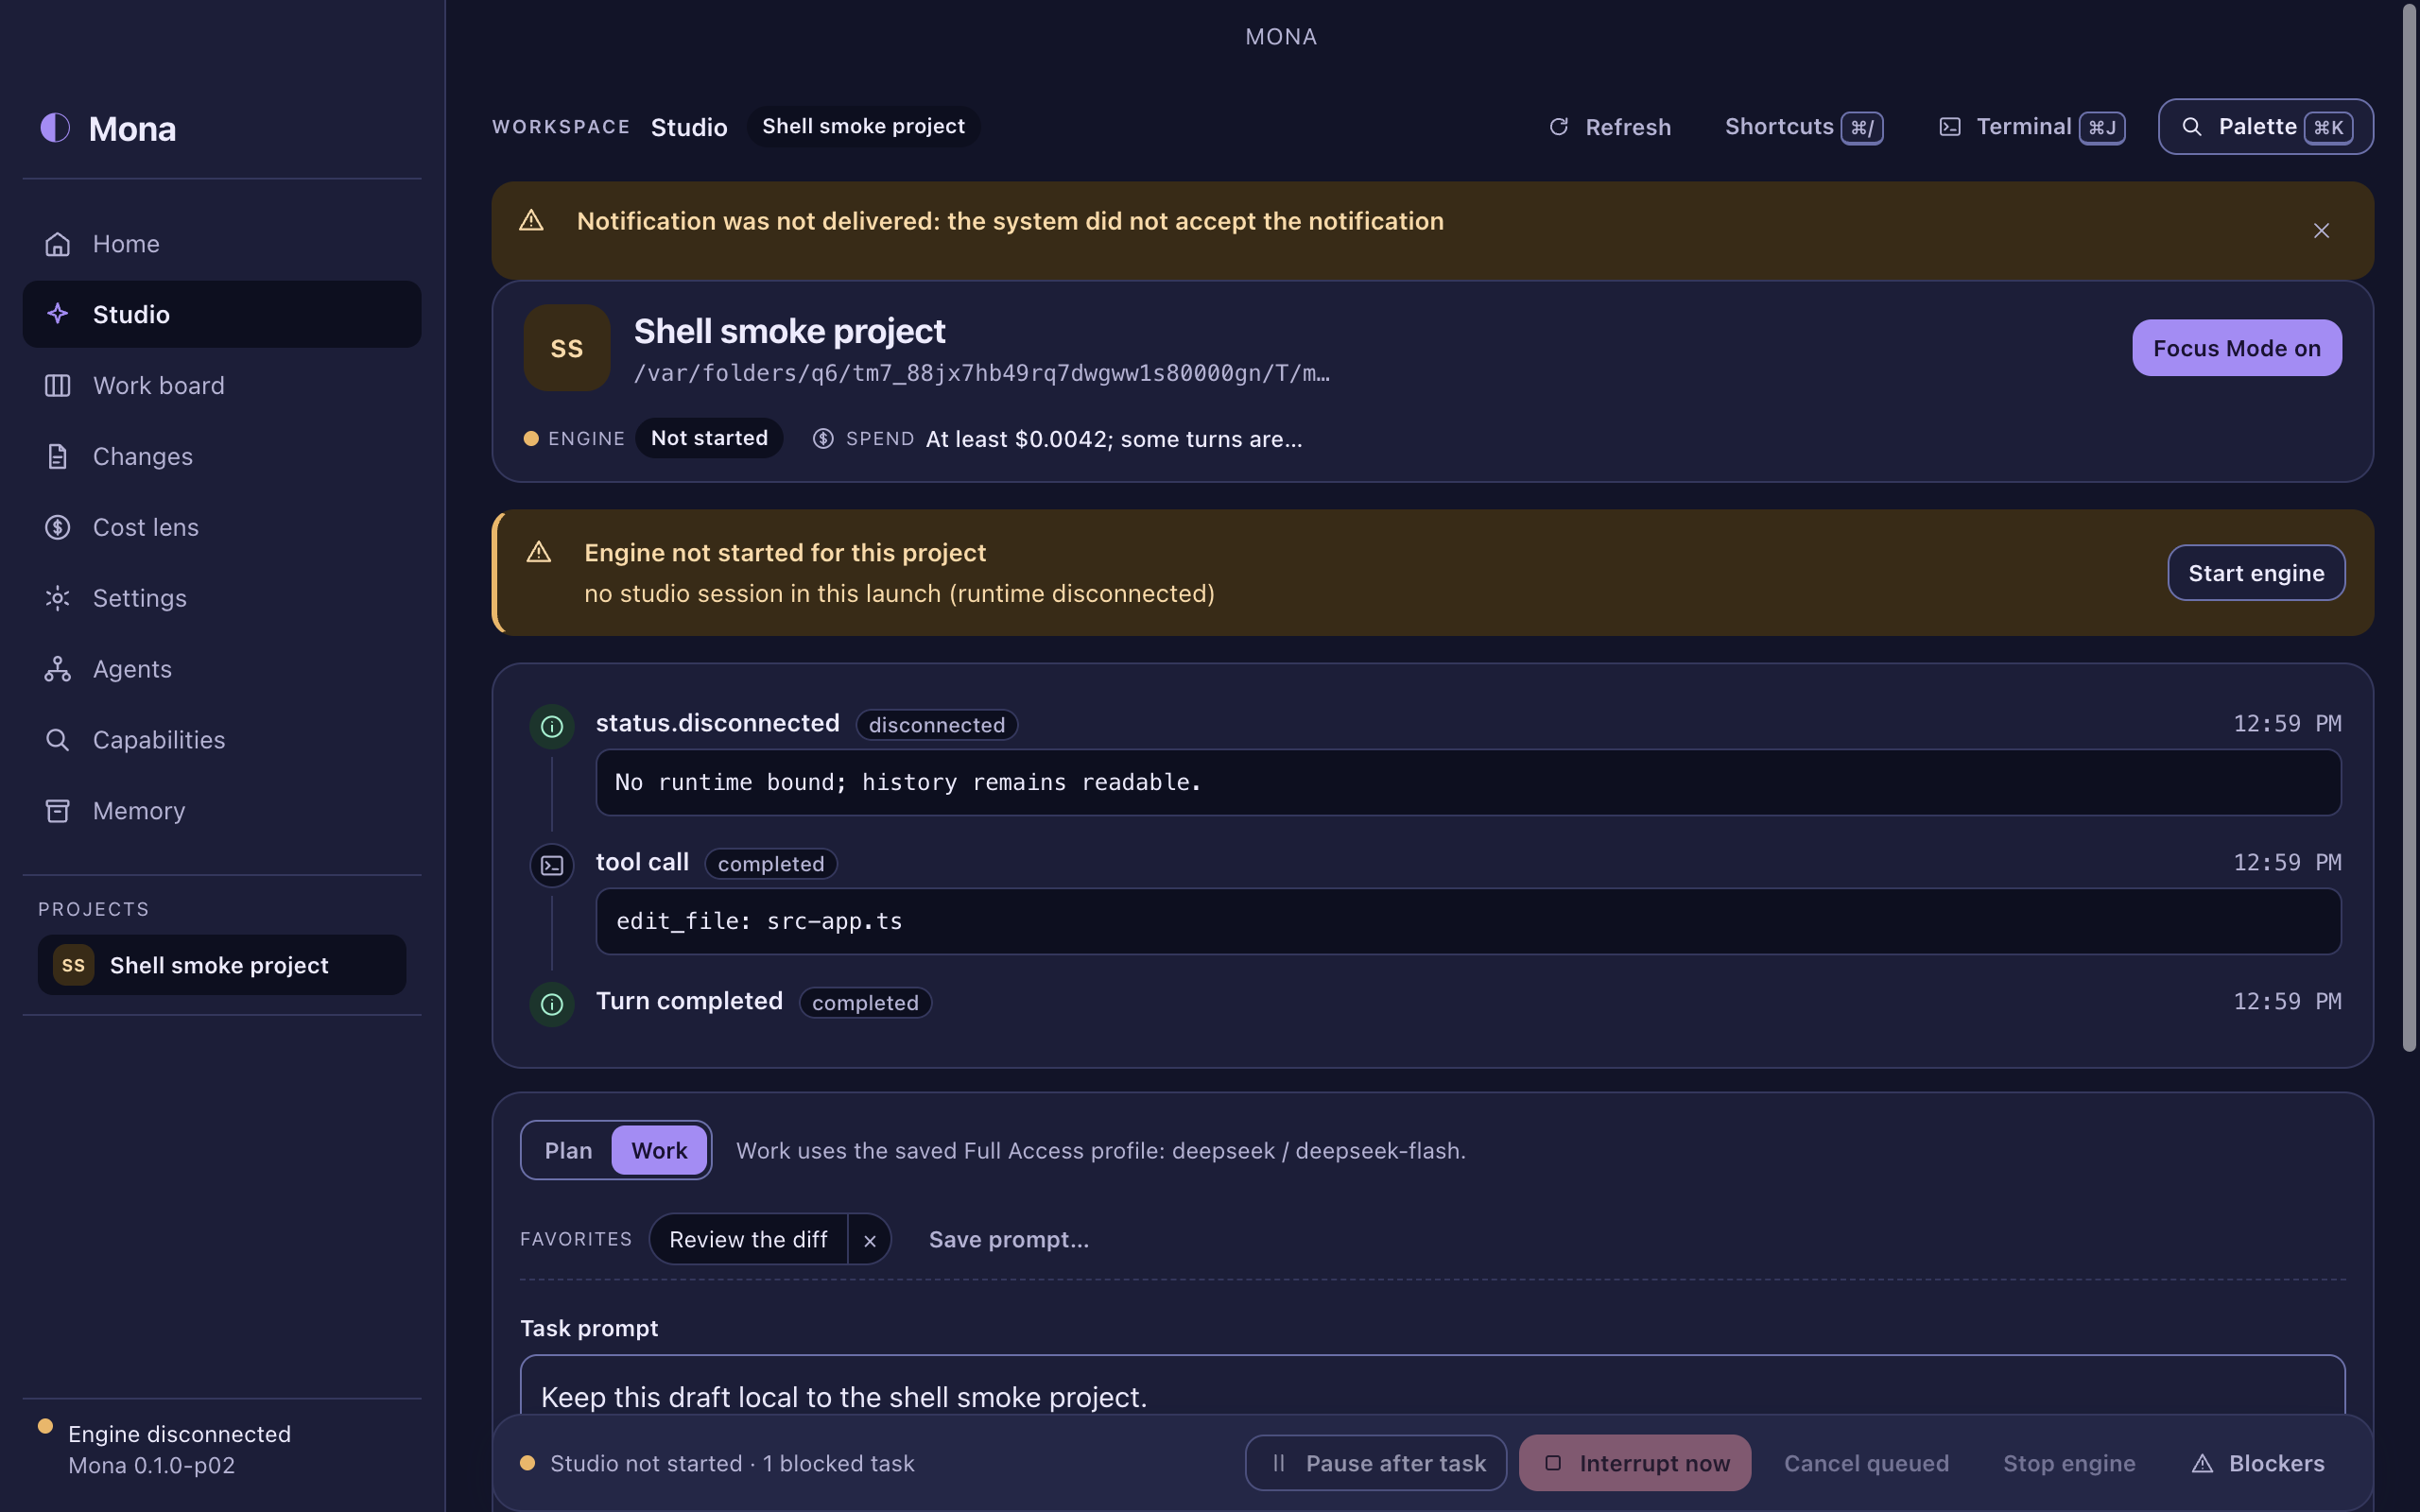 MONA
Mona
Home
Studio
Work board
Changes
Cost lens
Settings
Agents
Capabilities
Memory
PROJECTS
SS Shell smoke project
Engine disconnected
Mona 0.1.0-p02
WORKSPACE Studio Shell smoke project Refresh Shortcuts ⌘/ Terminal ⌘J Palette ⌘K
Notification was not delivered: the system did not accept the notification
SS
Shell smoke project
/var/folders/q6/tm7_88jx7hb49rq7dwgww1s80000gn/T/m…
Focus Mode on
ENGINE Not started SPEND At least $0.0042; some turns are…
Engine not started for this project
no studio session in this launch (runtime disconnected)
Start engine
status.disconnected disconnected 12:59 PM
No runtime bound; history remains readable.
tool call completed 12:59 PM
edit_file: src-app.ts
Turn completed completed 12:59 PM
Plan Work Work uses the saved Full Access profile: deepseek / deepseek-flash.
FAVORITES Review the diff × Save prompt…
Task prompt
Keep this draft local to the shell smoke project.
Studio not started · 1 blocked task Pause after task Interrupt now Cancel queued Stop engine Blockers